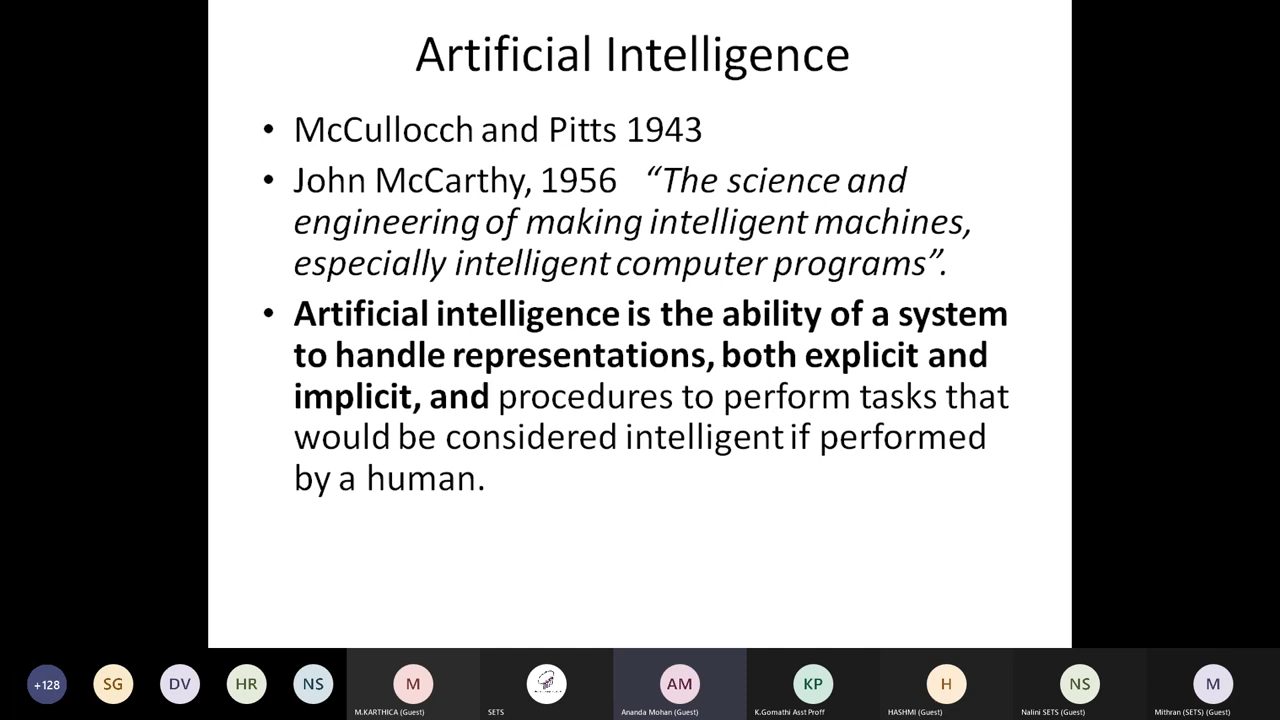 Artificial Intelligence
• McCullocch and Pitts 1943
• John McCarthy, 1956 “The science and
engineering of making intelligent machines,
especially intelligent computer programs”.
• Artificial intelligence is the ability of a system
to handle representations, both explicit and
implicit, and procedures to perform tasks that
would be considered intelligent if performed
by a human.
+128 SG DV HR NS M AM KP H NS M
M.KARTHICA (Guest) SETS Ananda Mohan (Guest) K.Gomathi Asst Proff HASHMI (Guest) Nalini SETS (Guest) Mithran (SETS) (Guest)